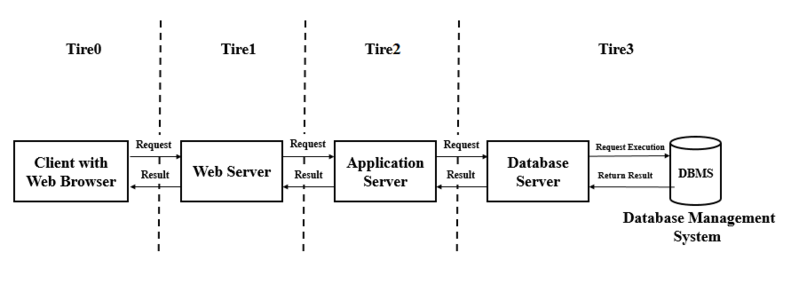 Tire0
Tire1
Tire2
Tire3
Client with
Web Browser
Request
Result
Web Server
Request
Result
Application
Server
Request
Result
Database
Server
Request Execution
Return Result
DBMS
Database Management
System